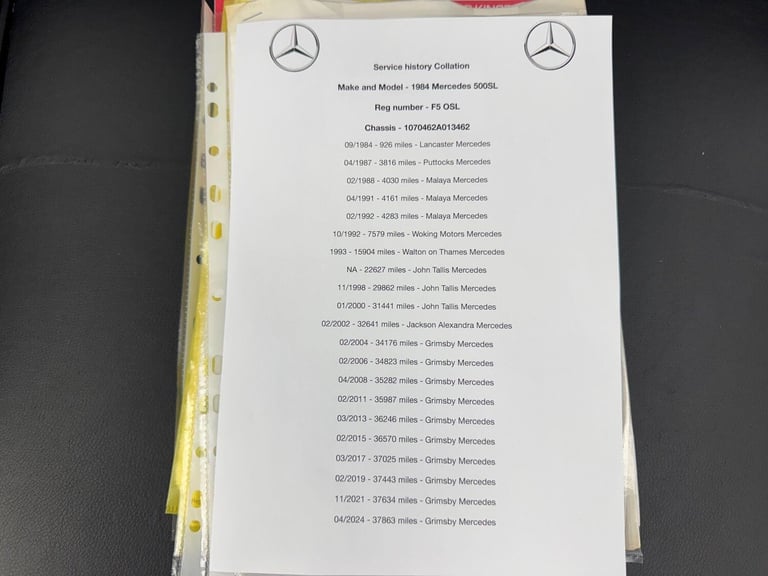 Service history Collation
Make and Model - 1984 Mercedes 500SL
Reg number - F5 OSL
Chassis - 1070462A013462
09/1984 - 926 miles - Lancaster Mercedes
04/1987 - 3816 miles - Puttocks Mercedes
02/1988 - 4030 miles - Malaya Mercedes
04/1991 - 4161 miles - Malaya Mercedes
02/1992 - 4283 miles - Malaya Mercedes
10/1992 - 7579 miles - Woking Motors Mercedes
1993 - 15904 miles - Walton on Thames Mercedes
NA - 22627 miles - John Tallis Mercedes
11/1998 - 29862 miles - John Tallis Mercedes
01/2000 - 31441 miles - John Tallis Mercedes
02/2002 - 32641 miles - Jackson Alexandra Mercedes
02/2004 - 34176 miles - Grimsby Mercedes
02/2006 - 34823 miles - Grimsby Mercedes
04/2008 - 35282 miles - Grimsby Mercedes
02/2011 - 35987 miles - Grimsby Mercedes
03/2013 - 36246 miles - Grimsby Mercedes
02/2015 - 36570 miles - Grimsby Mercedes
03/2017 - 37025 miles - Grimsby Mercedes
02/2019 - 37443 miles - Grimsby Mercedes
11/2021 - 37634 miles - Grimsby Mercedes
04/2024 - 37863 miles - Grimsby Mercedes